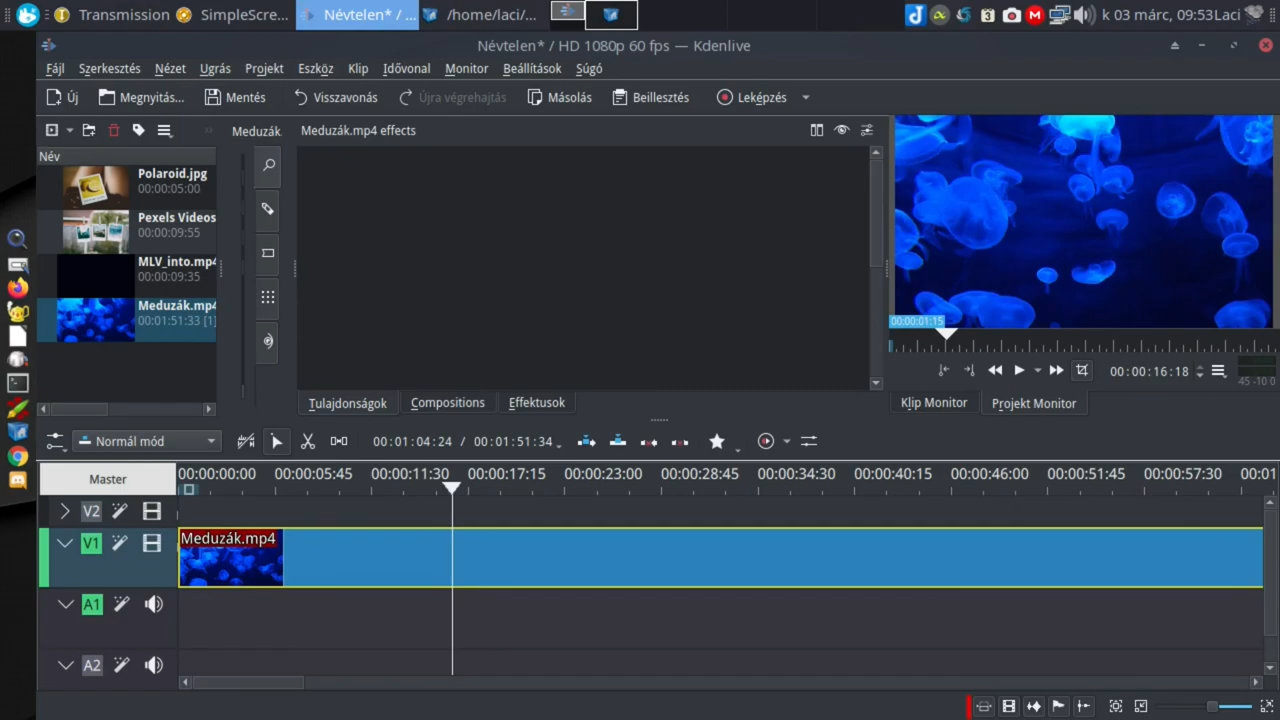 Transmission SimpleScre... Névtelen* / ... /home/laci/... 3 k 03 márc, 09:53 Laci
Névtelen* / HD 1080p 60 fps — Kdenlive
Fájl Szerkesztés Nézet Ugrás Projekt Eszköz Klip Idővonal Monitor Beállítások Súgó
Új Megnyitás... Mentés Visszavonás Újra végrehajtás Másolás Beillesztés Leképzés
Meduzák Meduzák.mp4 effects
Név
Polaroid.jpg
00:00:05:00
Pexels Videos
00:00:09:55
MLV_into.mp4
00:00:09:35
Meduzák.mp4
00:01:51:33 [1]
00:00:01:15
00:00:16:18
-45 -10 0
Tulajdonságok Compositions Effektusok Klip Monitor Projekt Monitor
Normál mód 00:01:04:24 / 00:01:51:34
Master 00:00:00:00 00:00:05:45 00:00:11:30 00:00:17:15 00:00:23:00 00:00:28:45 00:00:34:30 00:00:40:15 00:00:46:00 00:00:51:45 00:00:57:30 00:01
V2
V1 Meduzák.mp4
A1
A2